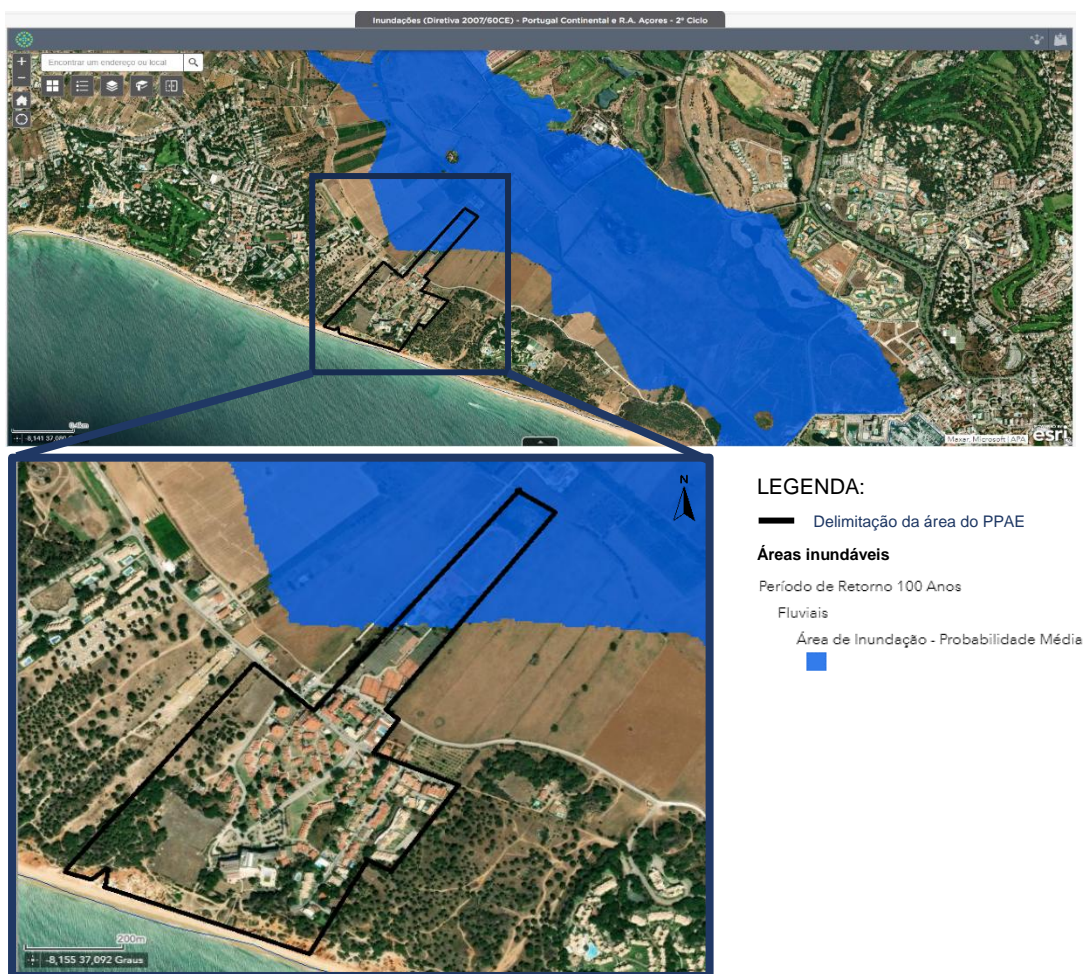 Inundações (Diretiva 2007/60CE) - Portugal Continental e R.A. Açores - 2º Ciclo
Encontrar um endereço ou local
Maxar, Microsoft | APA
esri
N
200m
-8,155 37,092 Graus
LEGENDA:
Delimitação da área do PPAE
Áreas inundáveis
Período de Retorno 100 Anos
Fluviais
Área de Inundação - Probabilidade Média